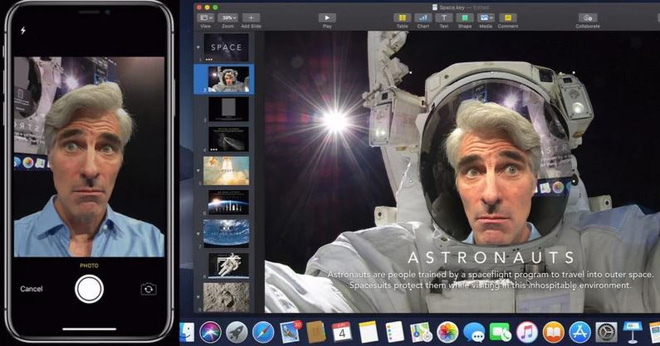 PHOTO
Cancel
Space.key — Edited
View
Zoom
Add Slide
Play
Table
Chart
Text
Shape
Media
Comment
Collaborate
SPACE
ASTRONAUTS
Astronauts are people trained by a spaceflight program to travel into outer space.
Spacesuits protect them while visiting in this inhospitable environment.
4